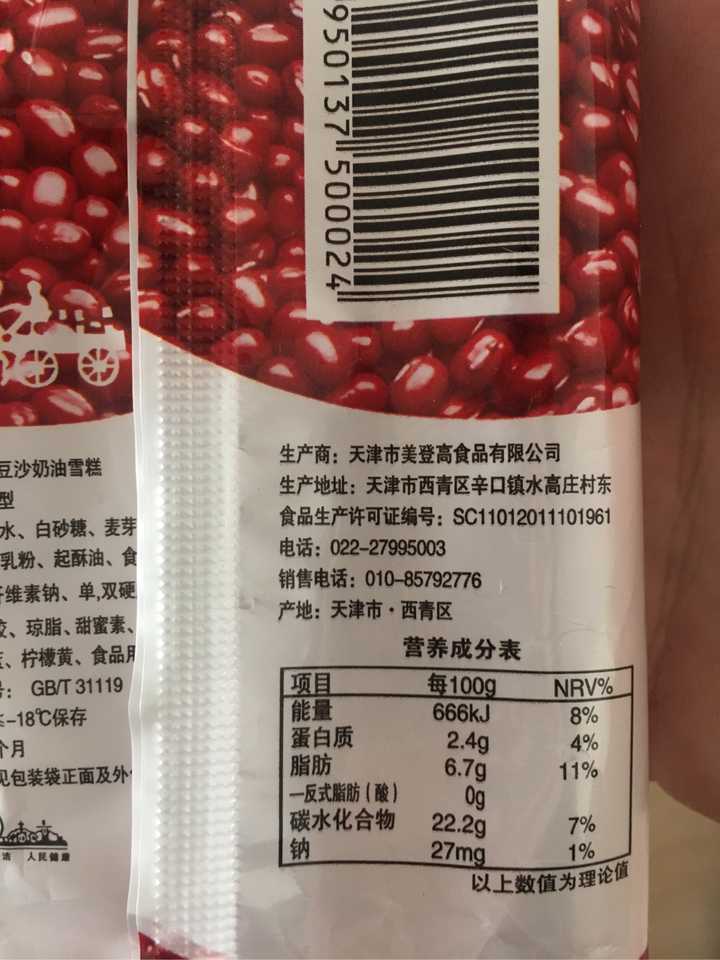 950137 500024
豆沙奶油雪糕
型
水、白砂糖、麦芽
乳粉、起酥油、食
维素钠、单,双硬
胶、琼脂、甜蜜素、
、柠檬黄、食品用
号: GB/T 31119
-18℃保存
个月
见包装袋正面及外
人民健康
生产商: 天津市美登高食品有限公司
生产地址: 天津市西青区辛口镇水高庄村东
食品生产许可证编号: SC11012011101961
电话: 022-27995003
销售电话: 010-85792776
产地: 天津市·西青区
营养成分表
项目 每100g NRV%
能量 666kJ 8%
蛋白质 2.4g 4%
脂肪 6.7g 11%
—反式脂肪(酸) 0g
碳水化合物 22.2g 7%
钠 27mg 1%
以上数值为理论值